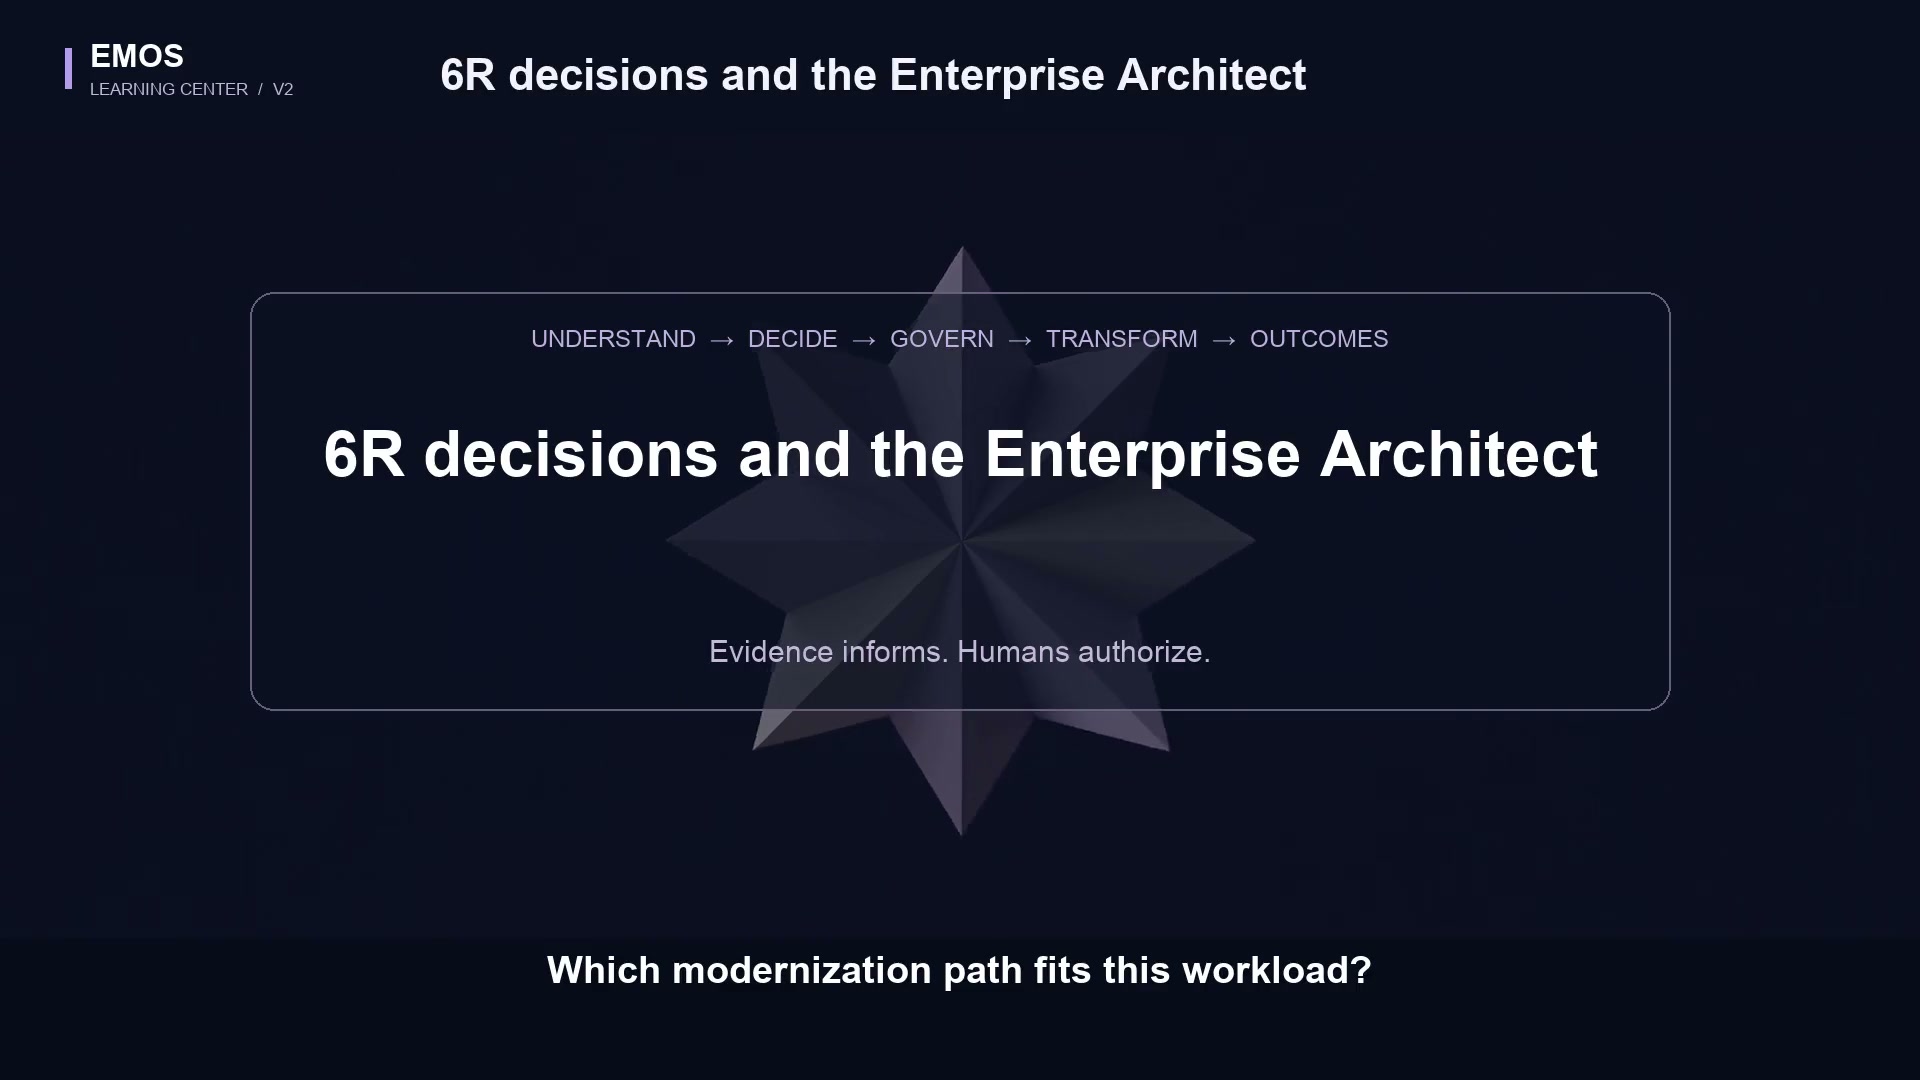 EMOS
LEARNING CENTER / V2
6R decisions and the Enterprise Architect
UNDERSTAND → DECIDE → GOVERN → TRANSFORM → OUTCOMES
6R decisions and the Enterprise Architect
Evidence informs. Humans authorize.
Which modernization path fits this workload?